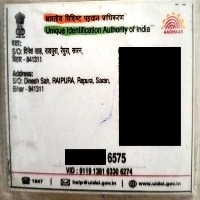 भारतीय विशिष्ट पहचान प्राधिकरण
Unique Identification Authority of India
AADHAAR
पता:
S/O: दिनेश साह, रायपुरा, रेपुरा, सारण,
बिहार - 841311
Address:
S/O: Dinesh Sah, RAIPURA, Repura, Saran,
Bihar - 841311
6575
VID : 9119 1361 6330 6274
1947
help@uidai.gov.in
www.uidai.gov.in